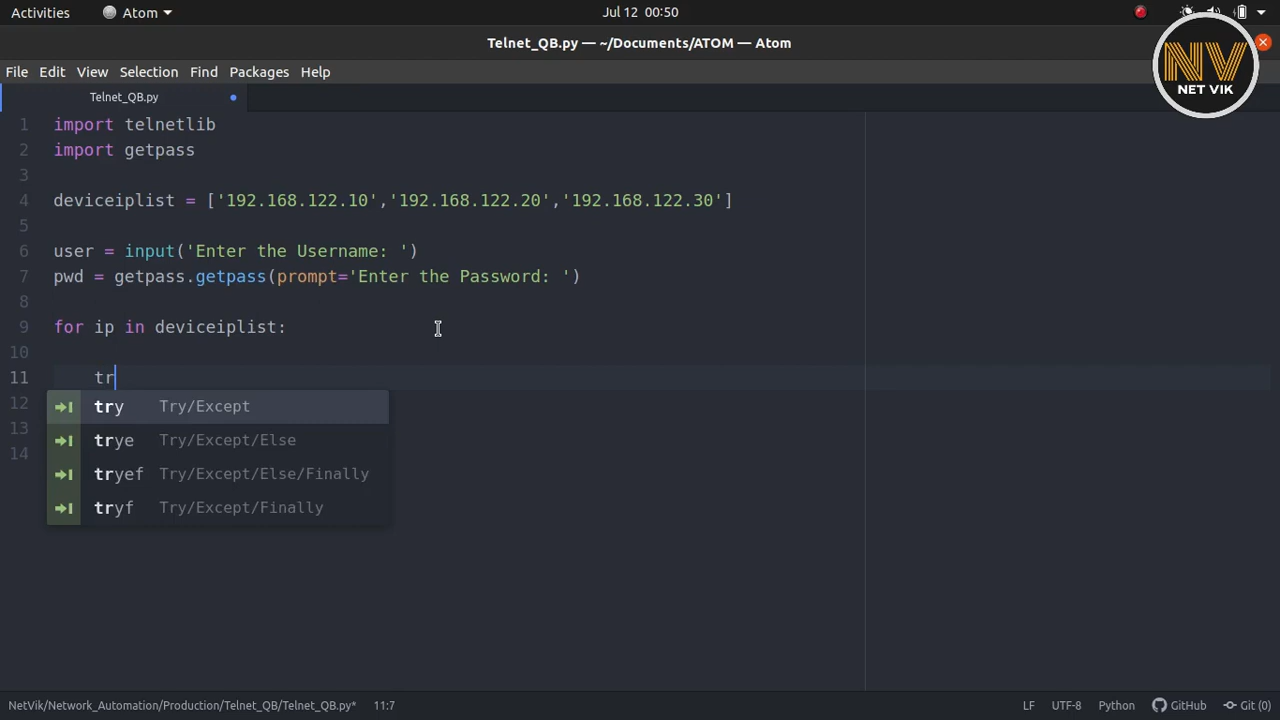 Activities Atom Jul 12 00:50
Telnet_QB.py — ~/Documents/ATOM — Atom
NV
NET VIK
File Edit View Selection Find Packages Help
Telnet_QB.py
1 import telnetlib
2 import getpass
3
4 deviceiplist = ['192.168.122.10','192.168.122.20','192.168.122.30']
5
6 user = input('Enter the Username: ')
7 pwd = getpass.getpass(prompt='Enter the Password: ')
8
9 for ip in deviceiplist:
10
11 tr
12 try Try/Except
13 trye Try/Except/Else
14 tryef Try/Except/Else/Finally
tryf Try/Except/Finally
NetVik/Network_Automation/Production/Telnet_QB/Telnet_QB.py* 11:7 LF UTF-8 Python GitHub Git (0)